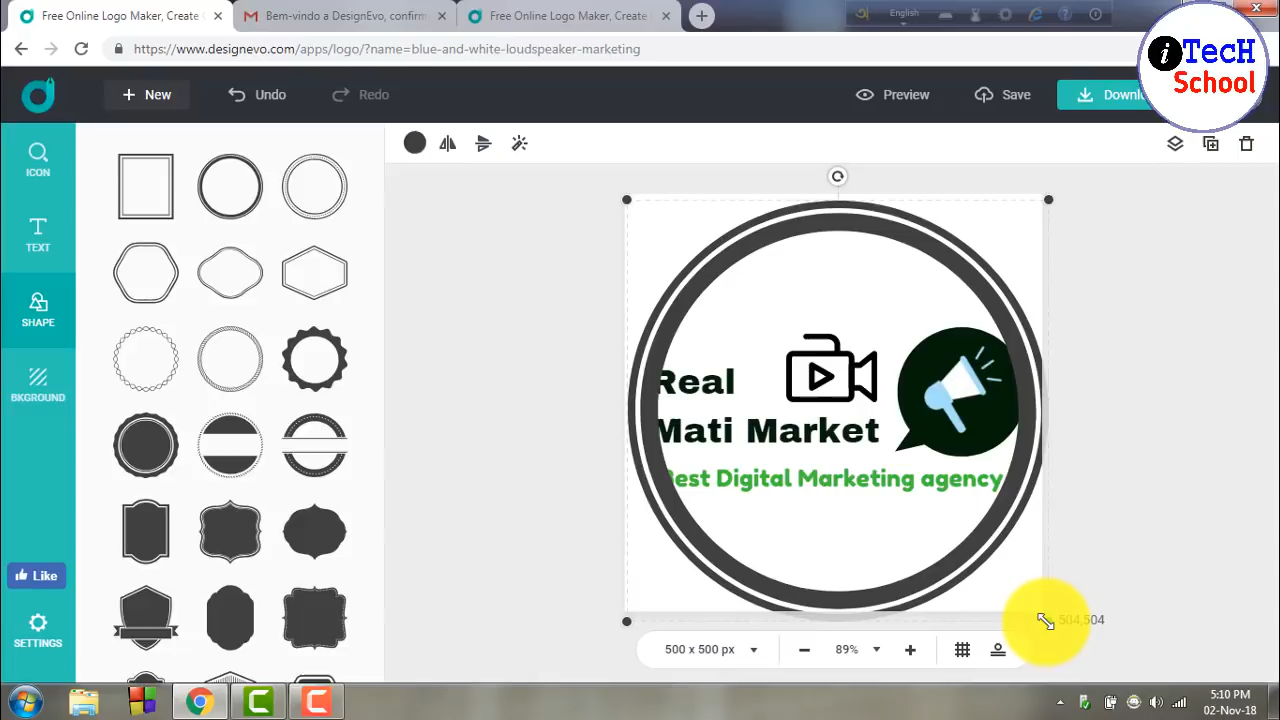 Free Online Logo Maker, Create
Bem-vindo a DesignEvo, confirm
Free Online Logo Maker, Create
English
https://www.designevo.com/apps/logo/?name=blue-and-white-loudspeaker-marketing
i TecH
School
New
Undo
Redo
Preview
Save
Downlo
ICON
TEXT
SHAPE
BKGROUND
Like
SETTINGS
Real
Mati Market
Best Digital Marketing agency
504,504
500 x 500 px
89%
5:10 PM
02-Nov-18